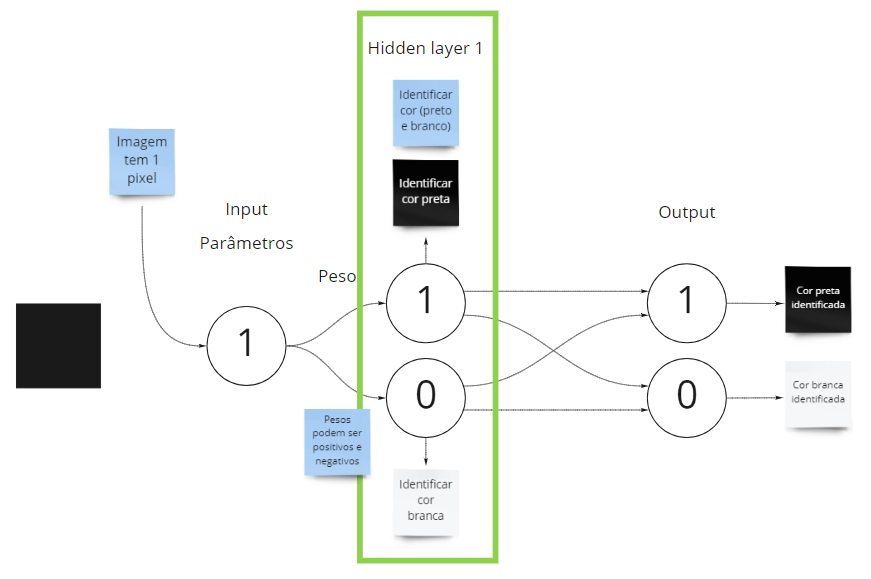 Hidden layer 1
Identificar
cor (preto
e branco)
Imagem
tem 1
pixel
Identificar
cor preta
Input
Parâmetros
Output
Peso
1
1
1
Cor preta
identificada
0
0
Cor branca
identificada
Pesos
podem ser
positivos e
negativos
Identificar
cor
branca